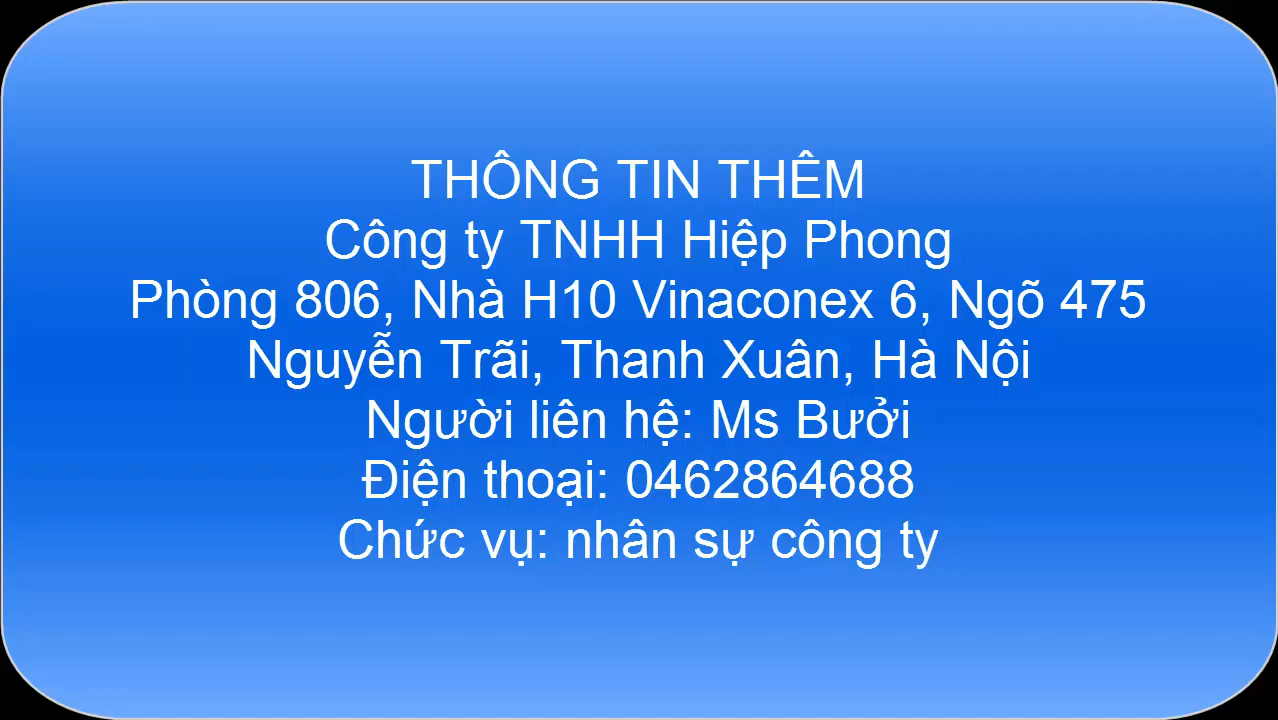 THÔNG TIN THÊM
Công ty TNHH Hiệp Phong
Phòng 806, Nhà H10 Vinaconex 6, Ngõ 475
Nguyễn Trãi, Thanh Xuân, Hà Nội
Người liên hệ: Ms Bưởi
Điện thoại: 0462864688
Chức vụ: nhân sự công ty